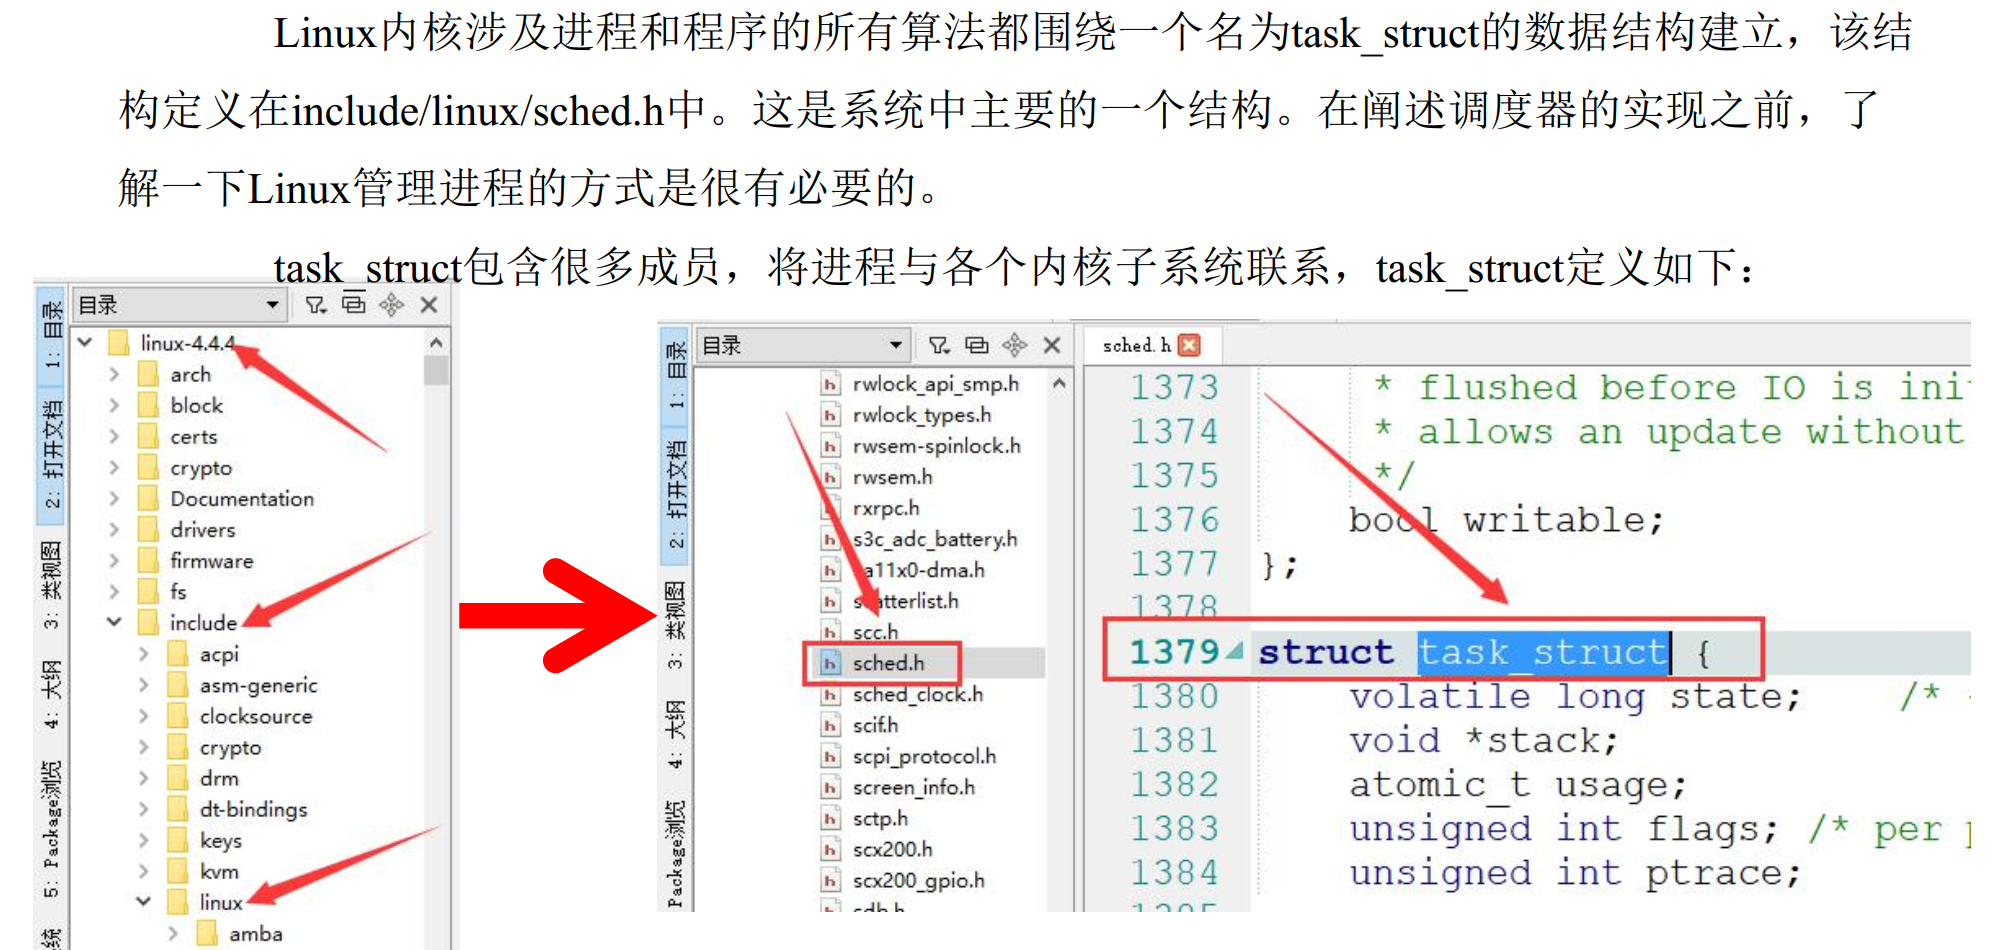 Linux内核涉及进程和程序的所有算法都围绕一个名为task_struct的数据结构建立，该结
构定义在include/linux/sched.h中。这是系统中主要的一个结构。在阐述调度器的实现之前，了
解一下Linux管理进程的方式是很有必要的。
task_struct包含很多成员，将进程与各个内核子系统联系，task_struct定义如下：
1: 目录
2: 打开文档
3: 类视图
4: 大纲
5: Package浏览
统
目录
linux-4.4.4
arch
block
certs
crypto
Documentation
drivers
firmware
fs
include
acpi
asm-generic
clocksource
crypto
drm
dt-bindings
keys
kvm
linux
amba
1: 目录
2: 打开文档
3: 类视图
4: 大纲
Package浏览
目录
rwlock_api_smp.h
rwlock_types.h
rwsem-spinlock.h
rwsem.h
rxrpc.h
s3c_adc_battery.h
a11x0-dma.h
scatterlist.h
scc.h
sched.h
sched_clock.h
scif.h
scpi_protocol.h
screen_info.h
sctp.h
scx200.h
scx200_gpio.h
sdb.h
sched.h
1373 * flushed before IO is ini
1374 * allows an update without
1375 */
1376 bool writable;
1377 };
1378
1379 struct task_struct {
1380 volatile long state; /* -
1381 void *stack;
1382 atomic_t usage;
1383 unsigned int flags; /* per p
1384 unsigned int ptrace;
1385